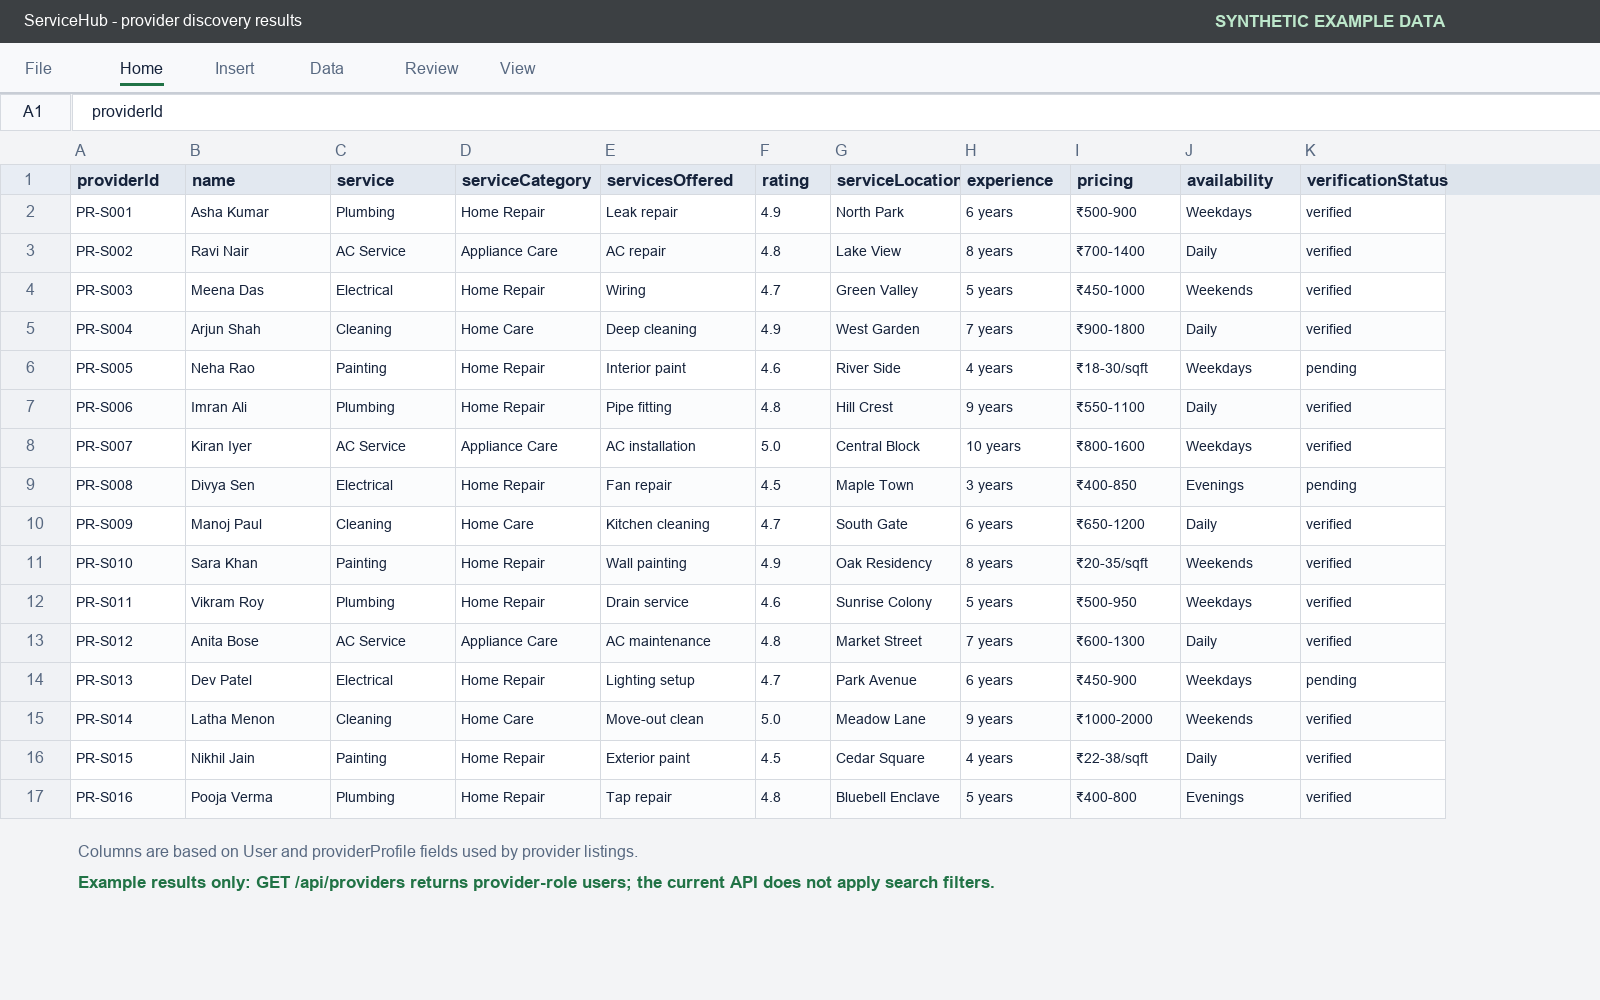 ServiceHub - provider discovery results SYNTHETIC EXAMPLE DATA
File Home Insert Data Review View
A1 providerId
A B C D E F G H I J K
1 providerId name service serviceCategory servicesOffered rating serviceLocation experience pricing availability verificationStatus
2 PR-S001 Asha Kumar Plumbing Home Repair Leak repair 4.9 North Park 6 years ₹500-900 Weekdays verified
3 PR-S002 Ravi Nair AC Service Appliance Care AC repair 4.8 Lake View 8 years ₹700-1400 Daily verified
4 PR-S003 Meena Das Electrical Home Repair Wiring 4.7 Green Valley 5 years ₹450-1000 Weekends verified
5 PR-S004 Arjun Shah Cleaning Home Care Deep cleaning 4.9 West Garden 7 years ₹900-1800 Daily verified
6 PR-S005 Neha Rao Painting Home Repair Interior paint 4.6 River Side 4 years ₹18-30/sqft Weekdays pending
7 PR-S006 Imran Ali Plumbing Home Repair Pipe fitting 4.8 Hill Crest 9 years ₹550-1100 Daily verified
8 PR-S007 Kiran Iyer AC Service Appliance Care AC installation 5.0 Central Block 10 years ₹800-1600 Weekdays verified
9 PR-S008 Divya Sen Electrical Home Repair Fan repair 4.5 Maple Town 3 years ₹400-850 Evenings pending
10 PR-S009 Manoj Paul Cleaning Home Care Kitchen cleaning 4.7 South Gate 6 years ₹650-1200 Daily verified
11 PR-S010 Sara Khan Painting Home Repair Wall painting 4.9 Oak Residency 8 years ₹20-35/sqft Weekends verified
12 PR-S011 Vikram Roy Plumbing Home Repair Drain service 4.6 Sunrise Colony 5 years ₹500-950 Weekdays verified
13 PR-S012 Anita Bose AC Service Appliance Care AC maintenance 4.8 Market Street 7 years ₹600-1300 Daily verified
14 PR-S013 Dev Patel Electrical Home Repair Lighting setup 4.7 Park Avenue 6 years ₹450-900 Weekdays pending
15 PR-S014 Latha Menon Cleaning Home Care Move-out clean 5.0 Meadow Lane 9 years ₹1000-2000 Weekends verified
16 PR-S015 Nikhil Jain Painting Home Repair Exterior paint 4.5 Cedar Square 4 years ₹22-38/sqft Daily verified
17 PR-S016 Pooja Verma Plumbing Home Repair Tap repair 4.8 Bluebell Enclave 5 years ₹400-800 Evenings verified
Columns are based on User and providerProfile fields used by provider listings.
Example results only: GET /api/providers returns provider-role users; the current API does not apply search filters.